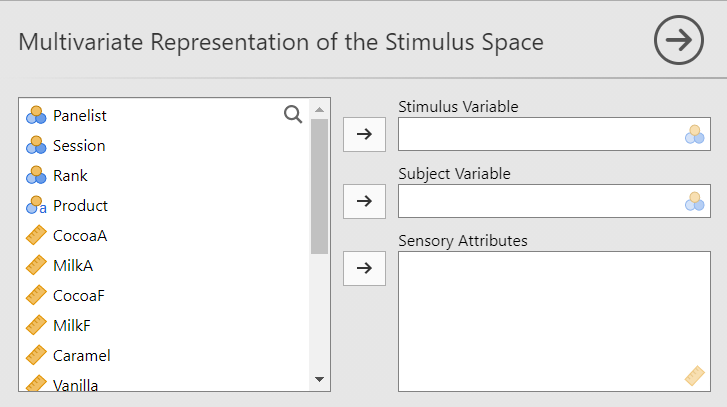 Multivariate Representation of the Stimulus Space
Panelist
Session
Rank
Product
CocoaA
MilkA
CocoaF
MilkF
Caramel
Vanilla
Stimulus Variable
Subject Variable
Sensory Attributes